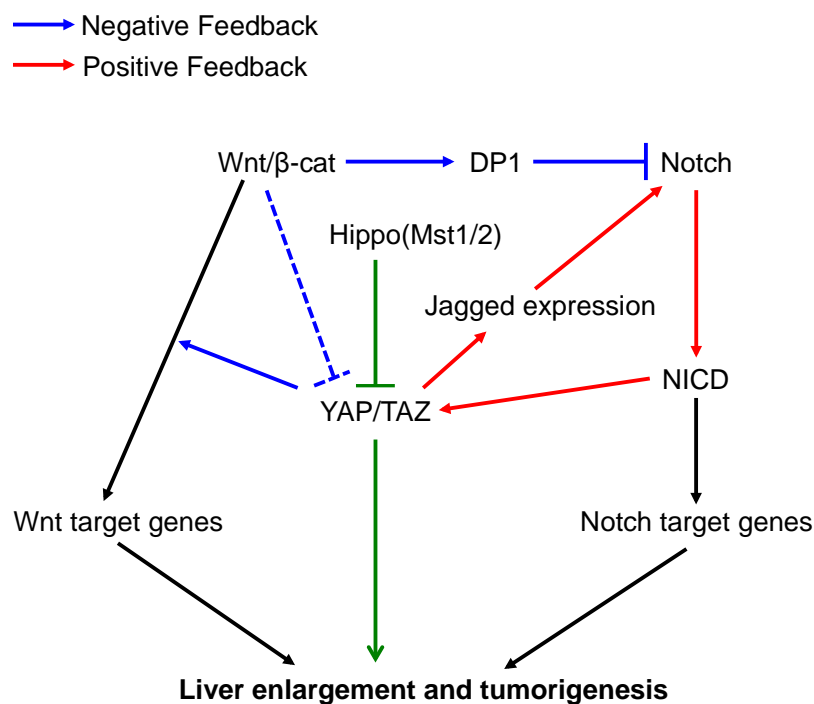 Negative Feedback
Positive Feedback
Wnt/β-cat
DP1
Notch
Hippo(Mst1/2)
Jagged expression
NICD
YAP/TAZ
Wnt target genes
Notch target genes
Liver enlargement and tumorigenesis